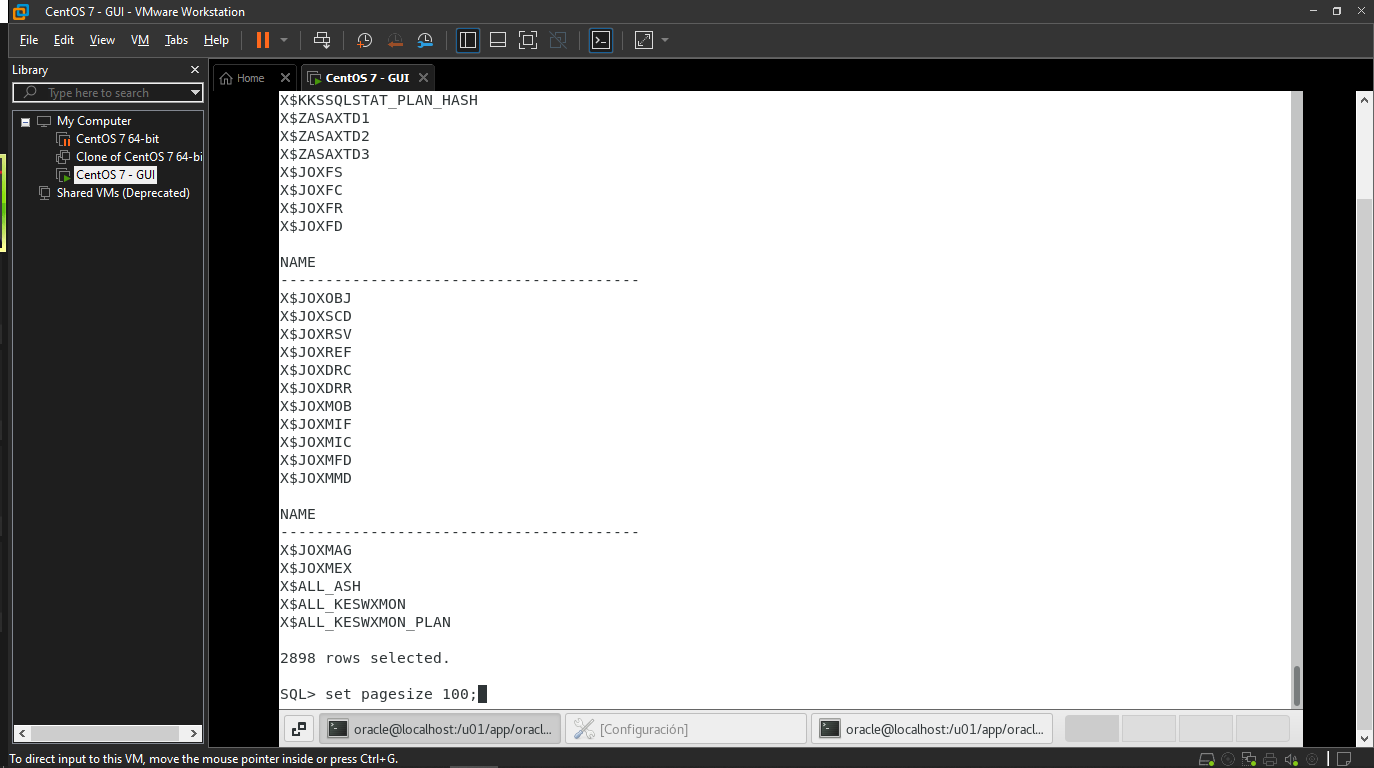 CentOS 7 - GUI - VMware Workstation
File Edit View VM Tabs Help
Library
Type here to search
My Computer
CentOS 7 64-bit
Clone of CentOS 7 64-bi
CentOS 7 - GUI
Shared VMs (Deprecated)
Home
CentOS 7 - GUI
X$KKSSQLSTAT_PLAN_HASH
X$ZASAXTD1
X$ZASAXTD2
X$ZASAXTD3
X$JOXFS
X$JOXFC
X$JOXFR
X$JOXFD
NAME
----------------------------------------
X$JOXOBJ
X$JOXSCD
X$JOXRSV
X$JOXREF
X$JOXDRC
X$JOXDRR
X$JOXMOB
X$JOXMIF
X$JOXMIC
X$JOXMFD
X$JOXMMD
NAME
----------------------------------------
X$JOXMAG
X$JOXMEX
X$ALL_ASH
X$ALL_KESWXMON
X$ALL_KESWXMON_PLAN
2898 rows selected.
SQL> set pagesize 100;
oracle@localhost:/u01/app/oracl...
[Configuración]
oracle@localhost:/u01/app/oracl...
To direct input to this VM, move the mouse pointer inside or press Ctrl+G.